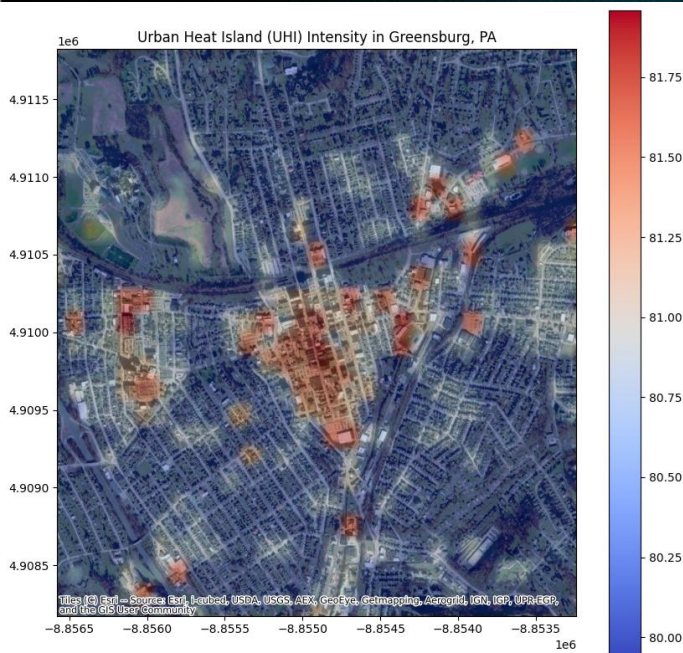 Urban Heat Island (UHI) Intensity in Greensburg, PA
1e6
4.9115
4.9110
4.9105
4.9100
4.9095
4.9090
4.9085
Tiles (C) Esri -- Source: Esri, i-cubed, USDA, USGS, AEX, GeoEye, Getmapping, Aerogrid, IGN, IGP, UPR-EGP,
and the GIS User Community
−8.8565 −8.8560 −8.8555 −8.8550 −8.8545 −8.8540 −8.8535
1e6
81.75
81.50
81.25
81.00
80.75
80.50
80.25
80.00